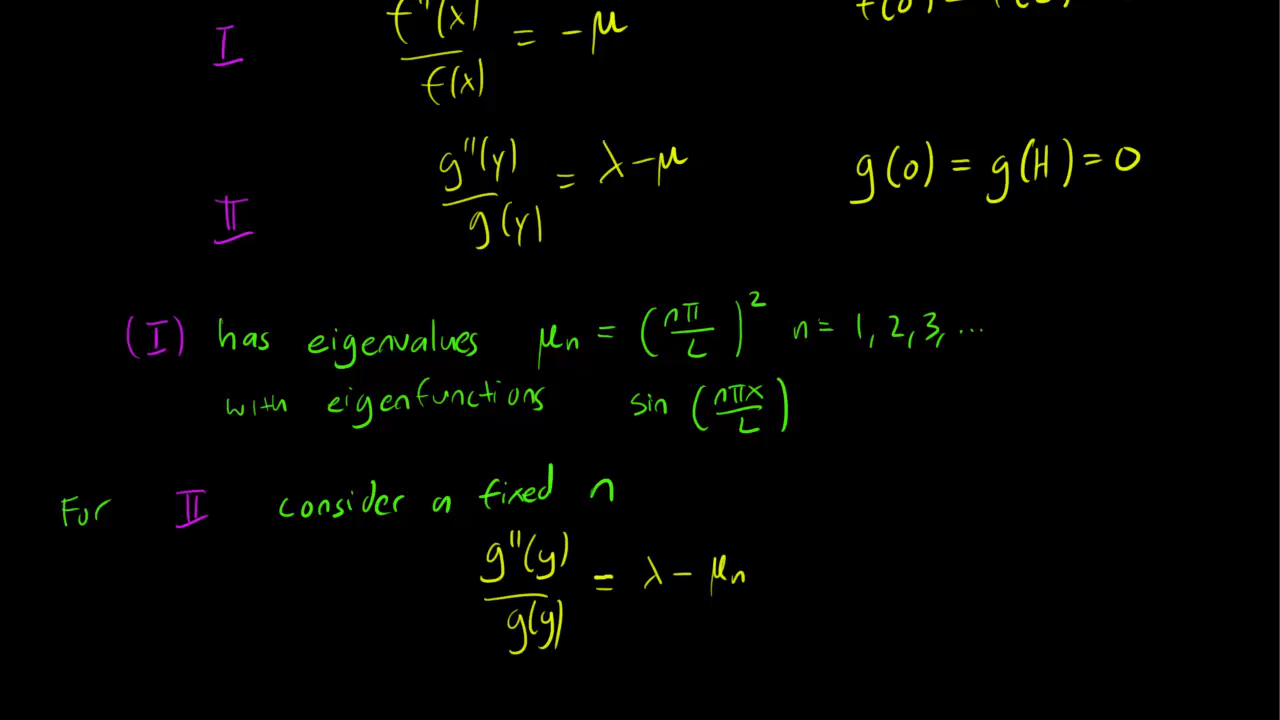 I f''(x)/f(x) = -μ
II g''(y)/g(y) = λ - μ g(0) = g(H) = 0
(I) has eigenvalues μn = (nπ/L)^2 n = 1, 2, 3, ...
with eigenfunctions sin (nπx/L)
For II consider a fixed n
g''(y)/g(y) = λ - μn